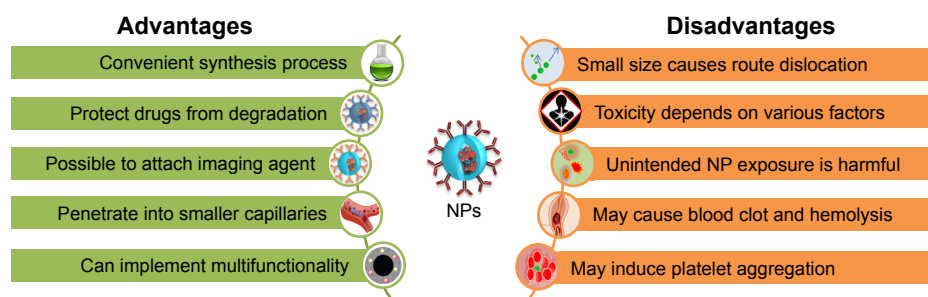 Advantages
Convenient synthesis process
Protect drugs from degradation
Possible to attach imaging agent
Penetrate into smaller capillaries
Can implement multifunctionality
NPs
Disadvantages
Small size causes route dislocation
Toxicity depends on various factors
Unintended NP exposure is harmful
May cause blood clot and hemolysis
May induce platelet aggregation